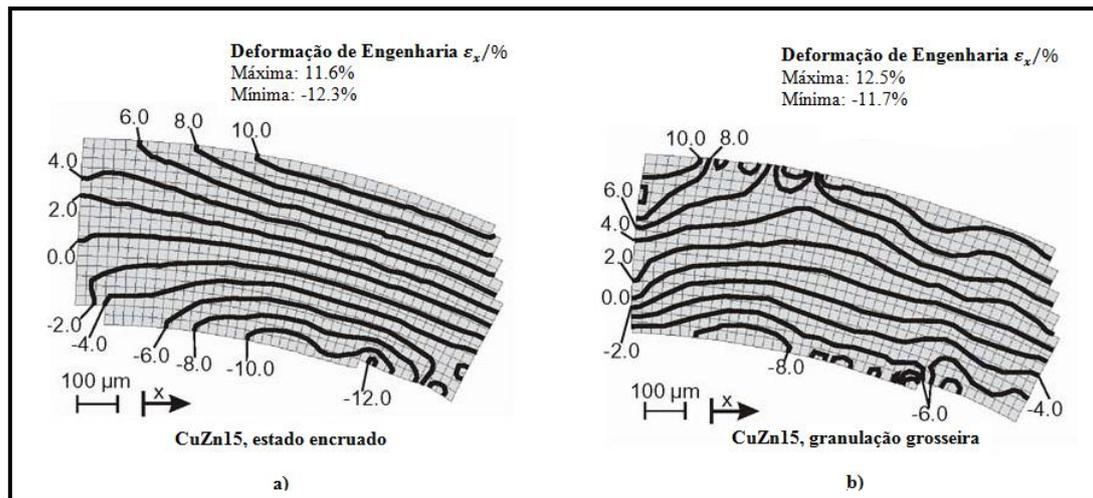 Deformação de Engenharia εx/%
Máxima: 11.6%
Mínima: -12.3%
6.0
8.0
10.0
4.0
2.0
0.0
-2.0
-4.0
-6.0
-8.0
-10.0
-12.0
100 µm
x
CuZn15, estado encruado
a)
Deformação de Engenharia εx/%
Máxima: 12.5%
Mínima: -11.7%
10.0
8.0
6.0
4.0
2.0
0.0
-2.0
-8.0
-6.0
-4.0
100 µm
x
CuZn15, granulação grosseira
b)